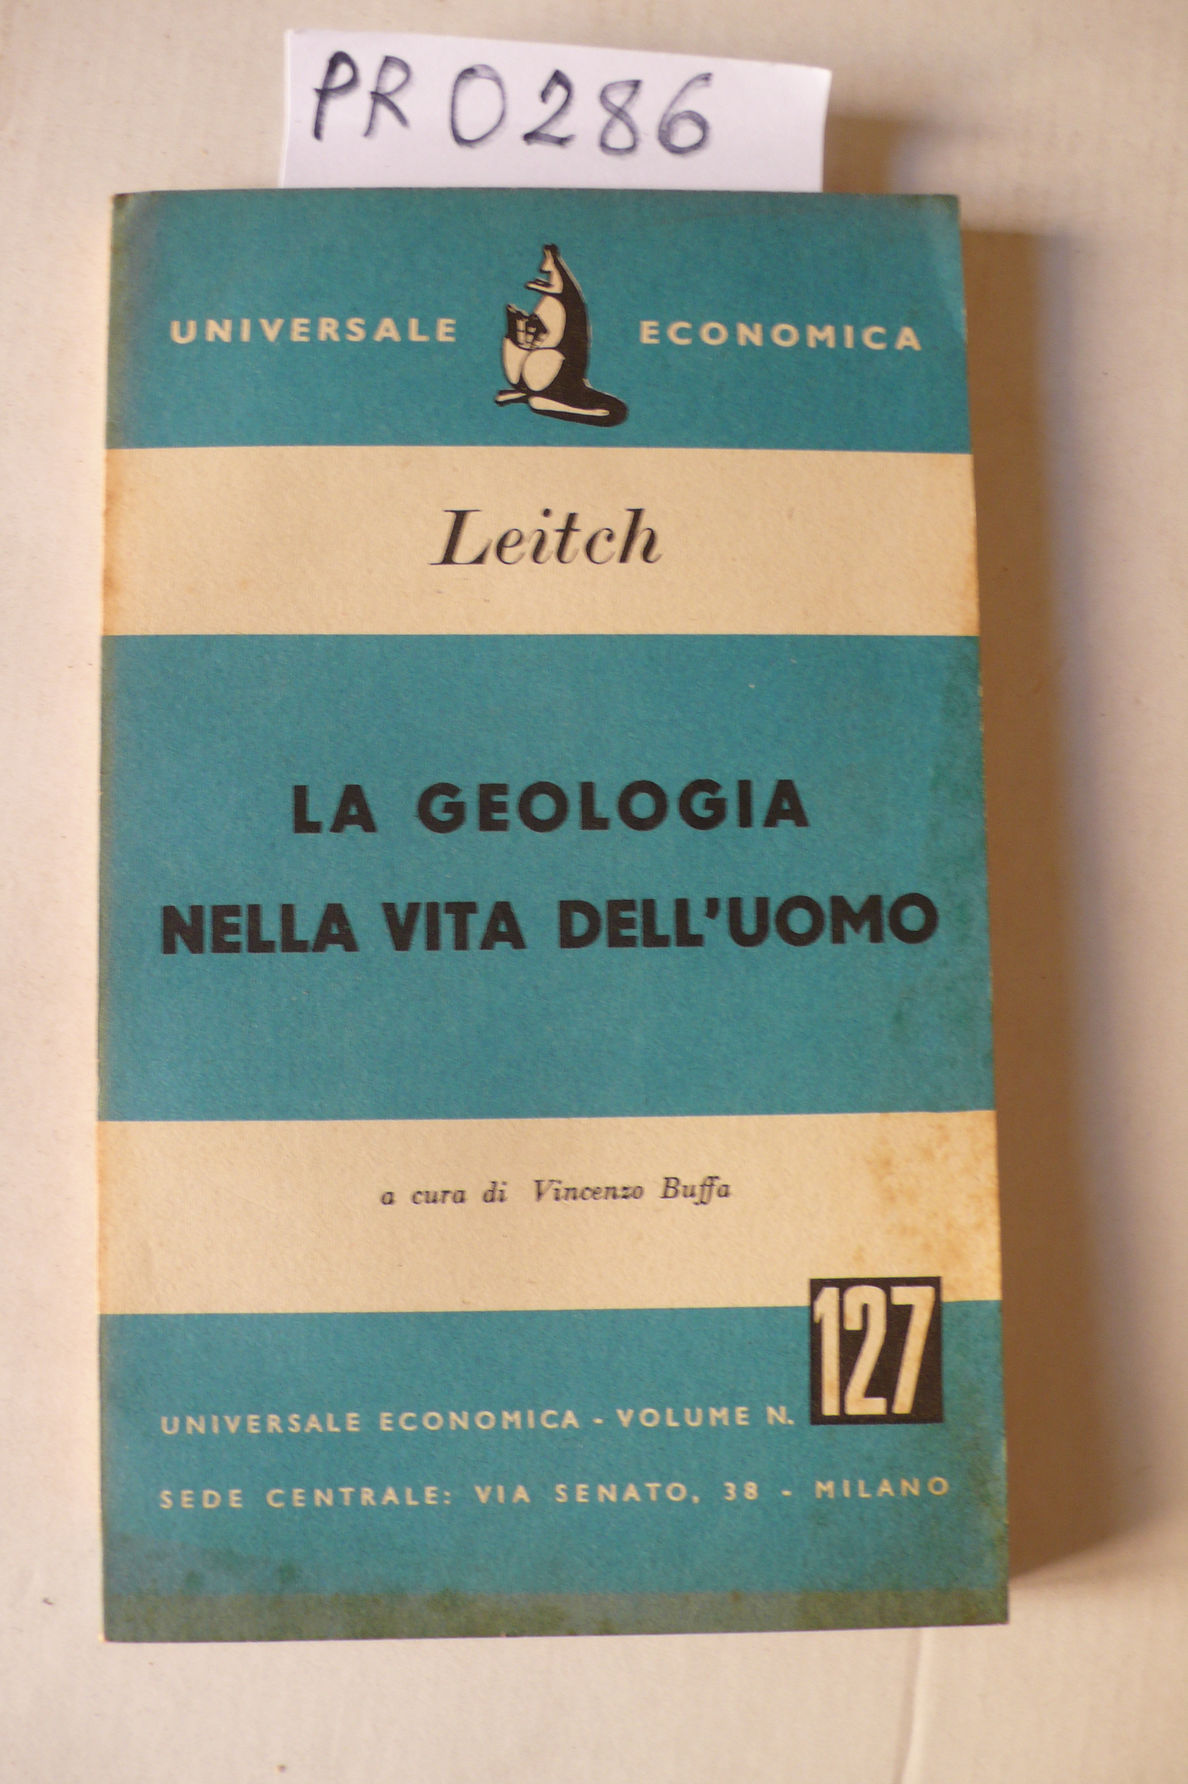 PR 0286
UNIVERSALE ECONOMICA
Leitch
LA GEOLOGIA
NELLA VITA DELL'UOMO
a cura di Vincenzo Buffa
127
UNIVERSALE ECONOMICA - VOLUME N.
SEDE CENTRALE: VIA SENATO, 38 - MILANO